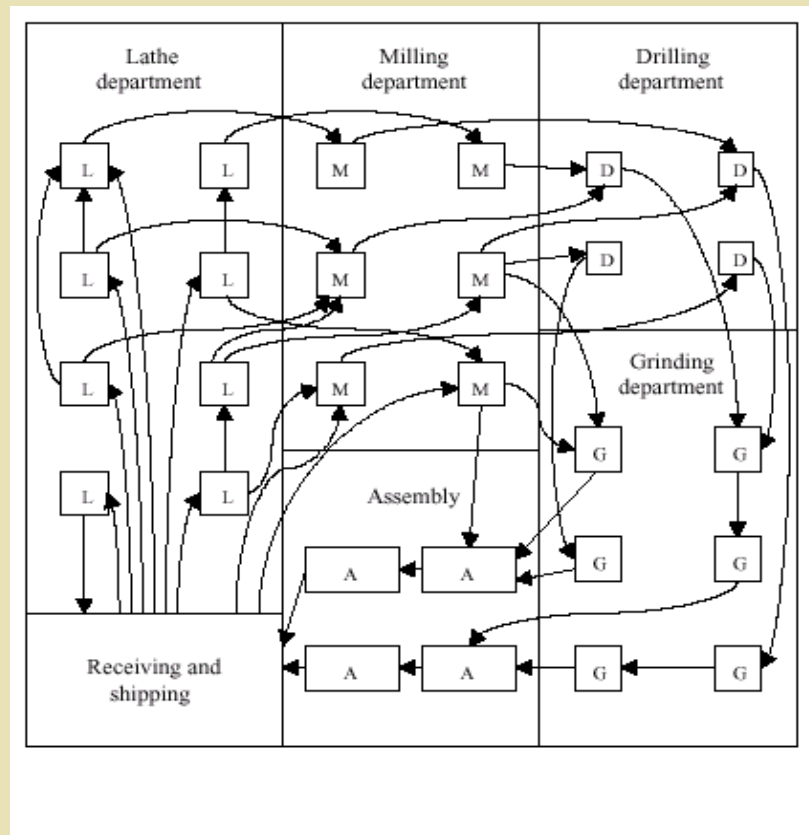 Lathe
department
Milling
department
Drilling
department
L
L
M
M
D
D
L
L
M
M
D
D
Grinding
department
L
L
M
M
G
G
L
L
Assembly
A
A
G
G
Receiving and
shipping
A
A
G
G